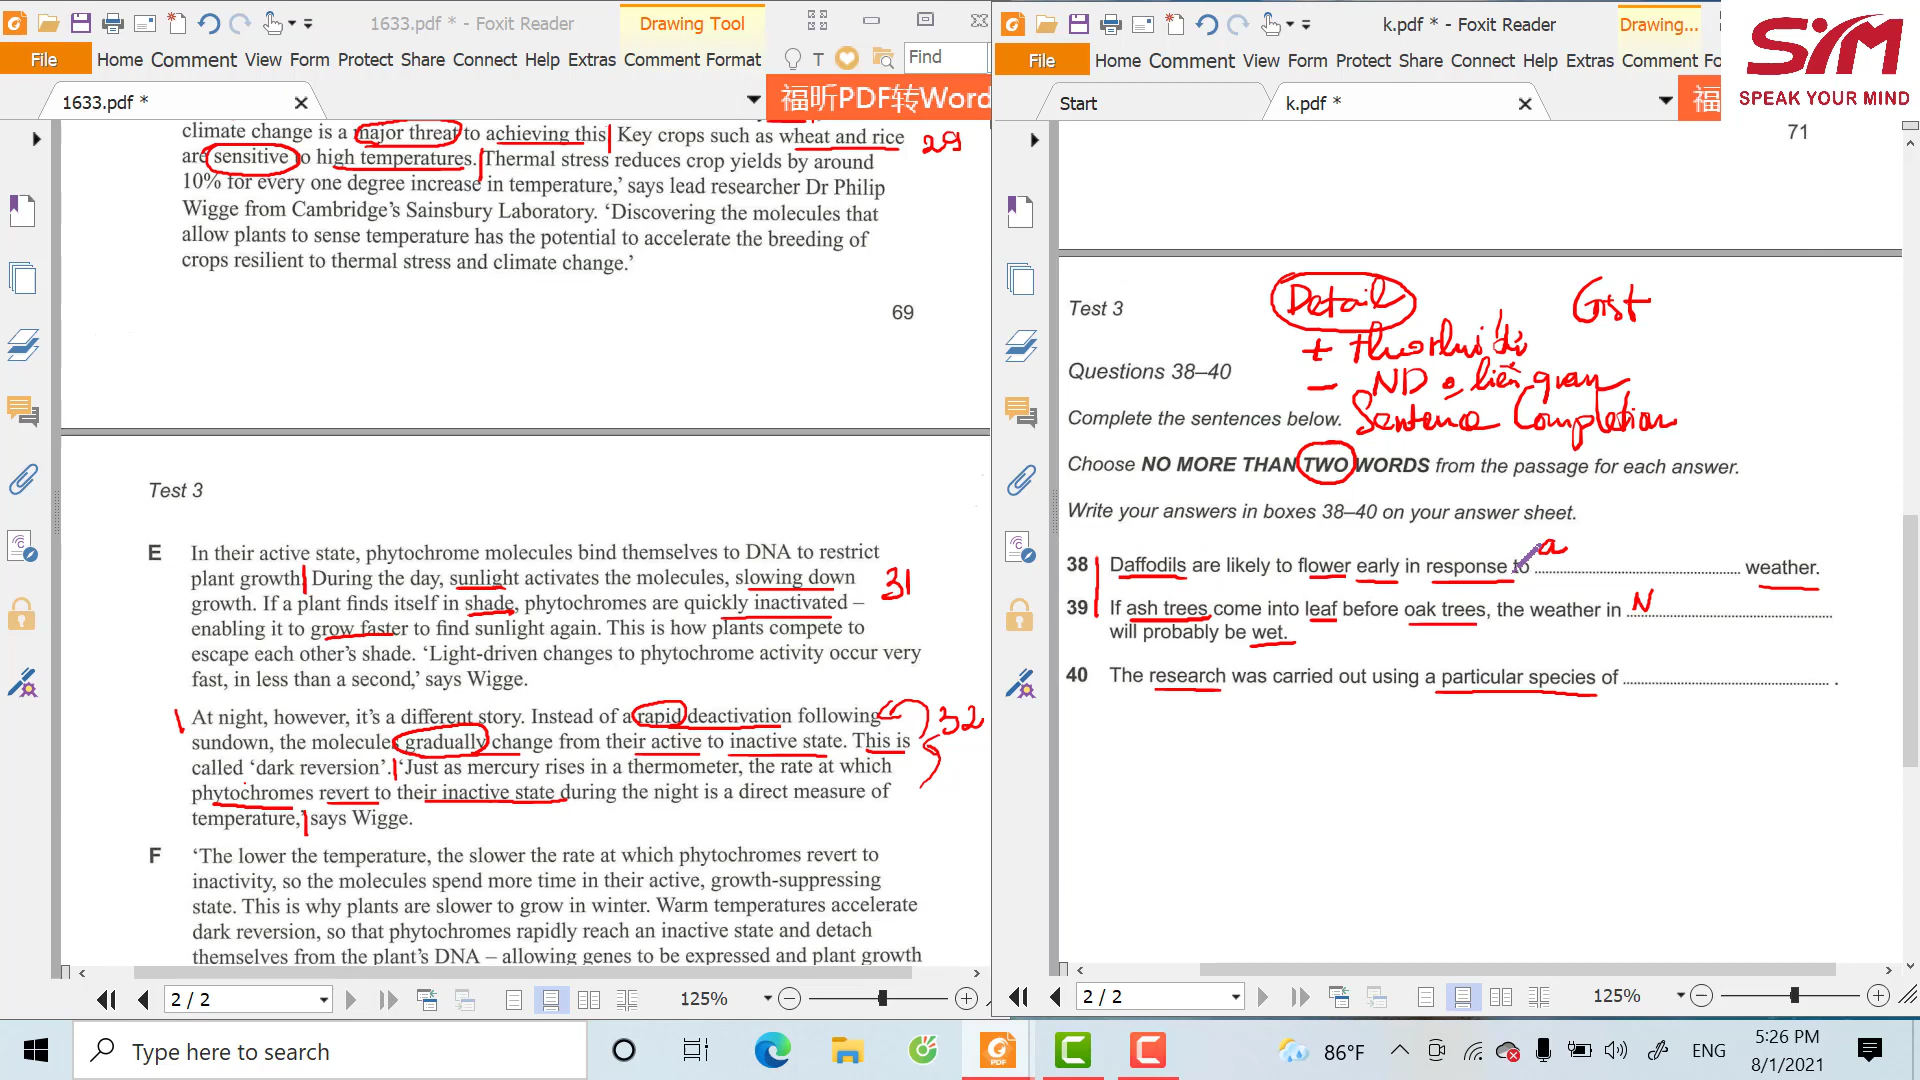 1633.pdf * - Foxit Reader
Drawing Tool
File
Home
Comment
View
Form
Protect
Share
Connect
Help
Extras
Comment Format
Find
1633.pdf *
福昕PDF转Word
climate change is a major threat to achieving this. Key crops such as wheat and rice
29
are sensitive to high temperatures. Thermal stress reduces crop yields by around
10% for every one degree increase in temperature,’ says lead researcher Dr Philip
Wigge from Cambridge’s Sainsbury Laboratory. ‘Discovering the molecules that
allow plants to sense temperature has the potential to accelerate the breeding of
crops resilient to thermal stress and climate change.’
69
Test 3
E In their active state, phytochrome molecules bind themselves to DNA to restrict
plant growth. During the day, sunlight activates the molecules, slowing down
31
growth. If a plant finds itself in shade, phytochromes are quickly inactivated –
enabling it to grow faster to find sunlight again. This is how plants compete to
escape each other’s shade. ‘Light-driven changes to phytochrome activity occur very
fast, in less than a second,’ says Wigge.
At night, however, it’s a different story. Instead of a rapid deactivation following
32
sundown, the molecules gradually change from their active to inactive state. This is
called ‘dark reversion’. ‘Just as mercury rises in a thermometer, the rate at which
phytochromes revert to their inactive state during the night is a direct measure of
temperature,’ says Wigge.
F ‘The lower the temperature, the slower the rate at which phytochromes revert to
inactivity, so the molecules spend more time in their active, growth-suppressing
state. This is why plants are slower to grow in winter. Warm temperatures accelerate
dark reversion, so that phytochromes rapidly reach an inactive state and detach
themselves from the plant’s DNA – allowing genes to be expressed and plant growth
2 / 2
125%
k.pdf * - Foxit Reader
Drawing...
File
Home
Comment
View
Form
Protect
Share
Connect
Help
Extras
Comment Fo
SIM
SPEAK YOUR MIND
Start
k.pdf *
福
71
Test 3
Detail
Gist
Questions 38–40
ND liên quan
Complete the sentences below.
Sentence Completion
Choose NO MORE THAN TWO WORDS from the passage for each answer.
Write your answers in boxes 38–40 on your answer sheet.
a
38 Daffodils are likely to flower early in response to .................................... weather.
39 If ash trees come into leaf before oak trees, the weather in ....................................
N
will probably be wet.
40 The research was carried out using a particular species of .................................... .
2 / 2
125%
Type here to search
86°F
ENG
5:26 PM
8/1/2021